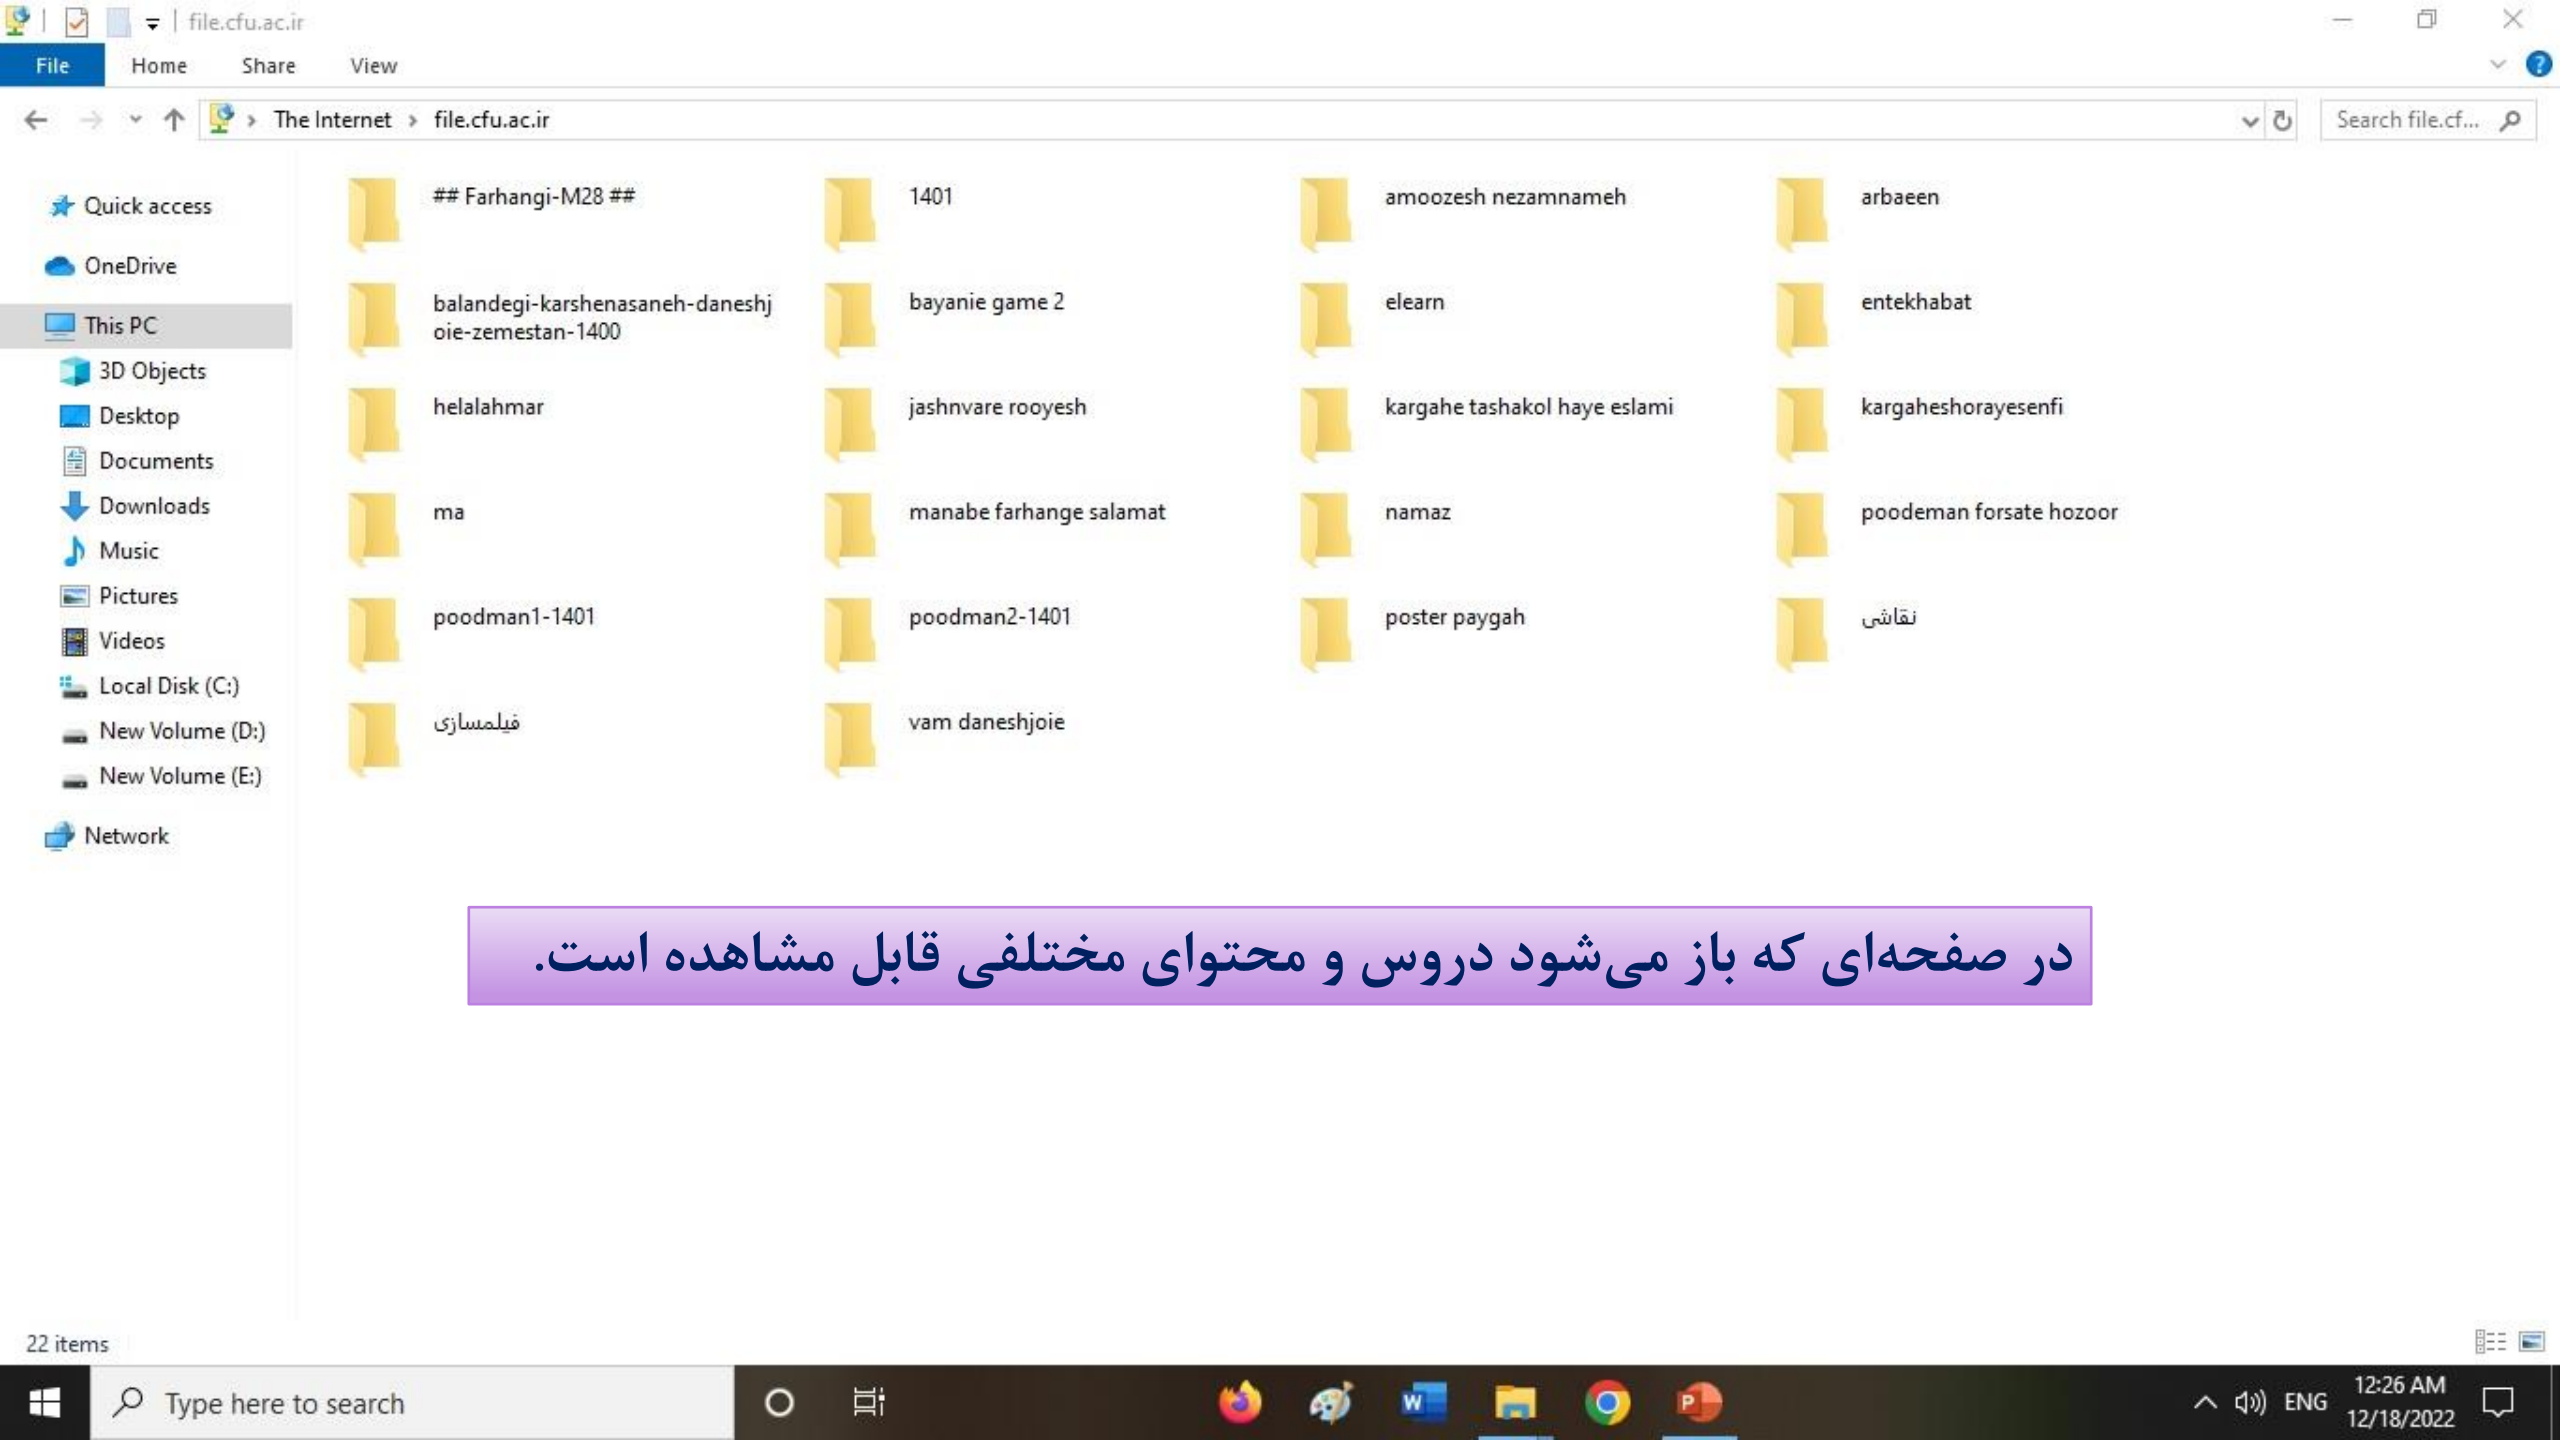 file.cfu.ac.ir
File Home Share View
The Internet > file.cfu.ac.ir
Search file.cf...
Quick access
OneDrive
This PC
3D Objects
Desktop
Documents
Downloads
Music
Pictures
Videos
Local Disk (C:)
New Volume (D:)
New Volume (E:)
Network
## Farhangi-M28 ##
1401
amoozesh nezamnameh
arbaeen
balandegi-karshenasaneh-daneshj
oie-zemestan-1400
bayanie game 2
elearn
entekhabat
helalahmar
jashnvare rooyesh
kargahe tashakol haye eslami
kargaheshorayesenfi
ma
manabe farhange salamat
namaz
poodeman forsate hozoor
poodman1-1401
poodman2-1401
poster paygah
نقاشی
فیلمسازی
vam daneshjoie
در صفحه‌ای که باز می‌شود دروس و محتوای مختلفی قابل مشاهده است.
22 items
Type here to search
ENG
12:26 AM
12/18/2022